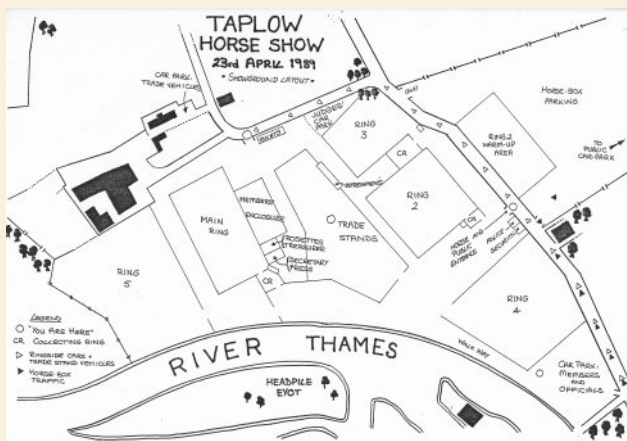 TAPLOW
HORSE SHOW
23rd APRIL 1989
• SHOWGROUND LAYOUT •
CAR PARK
TRADE VEHICLES
JUDGES'
CAR
PARK
RING
3
HORSE-BOX
PARKING
CR
RING 2
WARM-UP
AREA
TO
PUBLIC
CAR-PARK
MAIN
RING
MEMBERS'
ENCLOSURE
TRADE
STANDS
RING
2
CR
ROSETTES
TREASURER
SECRETARY
PRESS
CR
HORSE AND
PUBLIC
ENTRANCE
POLICE
SECURITY
RING
5
RING
4
LEGEND
"YOU ARE HERE"
CR COLLECTING RING
RINGSIDE CARS +
TRADE STAND VEHICLES
HORSE-BOX
TRAFFIC
RIVER THAMES
WALK WAY
HEADPILE
EYOT
CAR PARK:
MEMBERS
AND
OFFICIALS